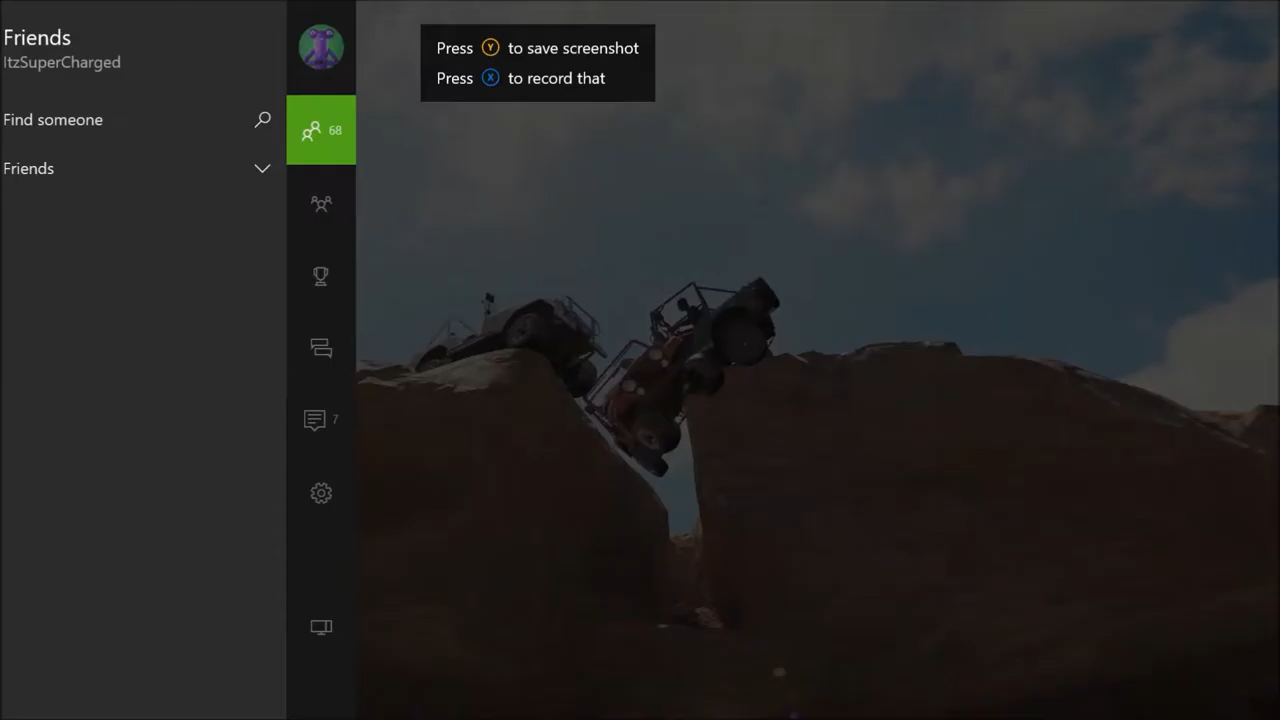 Friends
ItzSuperCharged
Find someone
Friends
68
7
Press Y to save screenshot
Press X to record that